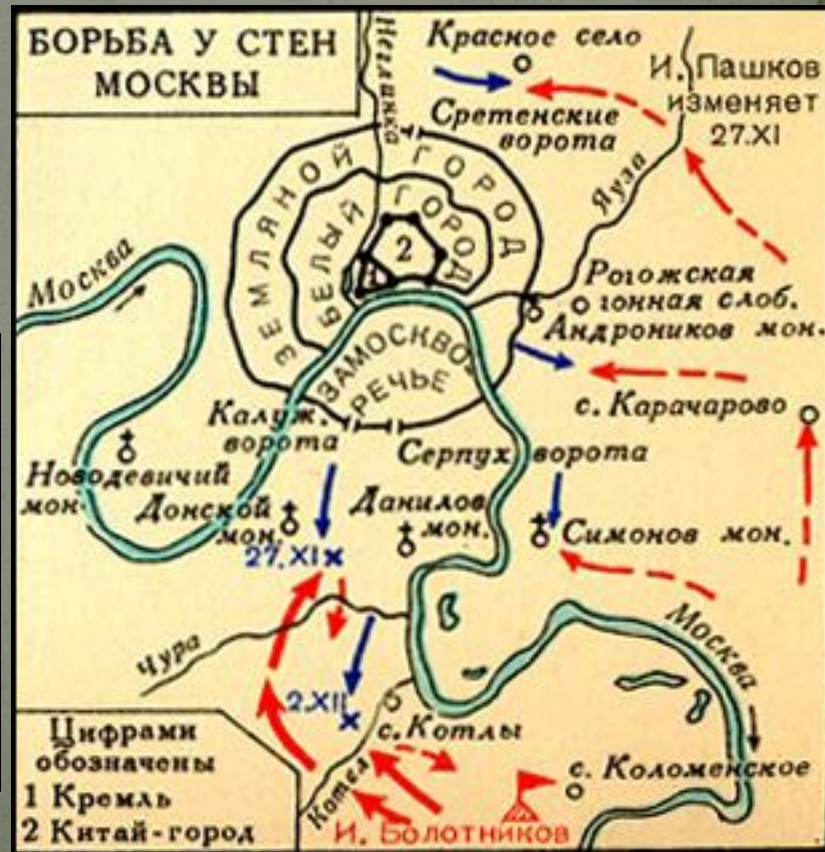 БОРЬБА У СТЕН
МОСКВЫ
Неглинка
Красное село
И. Пашков
изменяет
27.XI
Сретенские
ворота
Яуза
ЗЕМЛЯНОЙ ГОРОД
БЕЛЫЙ ГОРОД
2
1
Москва
Рогожская
гонная слоб.
Андроников мон.
ЗАМОСКВО-
РЕЧЬЕ
с. Карачарово
Калуж.
ворота
Серпух ворота
Новодевичий
мон.
Донской
мон.
Данилов
мон.
Симонов мон.
27.XI
Москва
Чура
2.XII
с. Котлы
Котел
с. Коломенское
И. Болотников
Цифрами
обозначены
1 Кремль
2 Китай-город